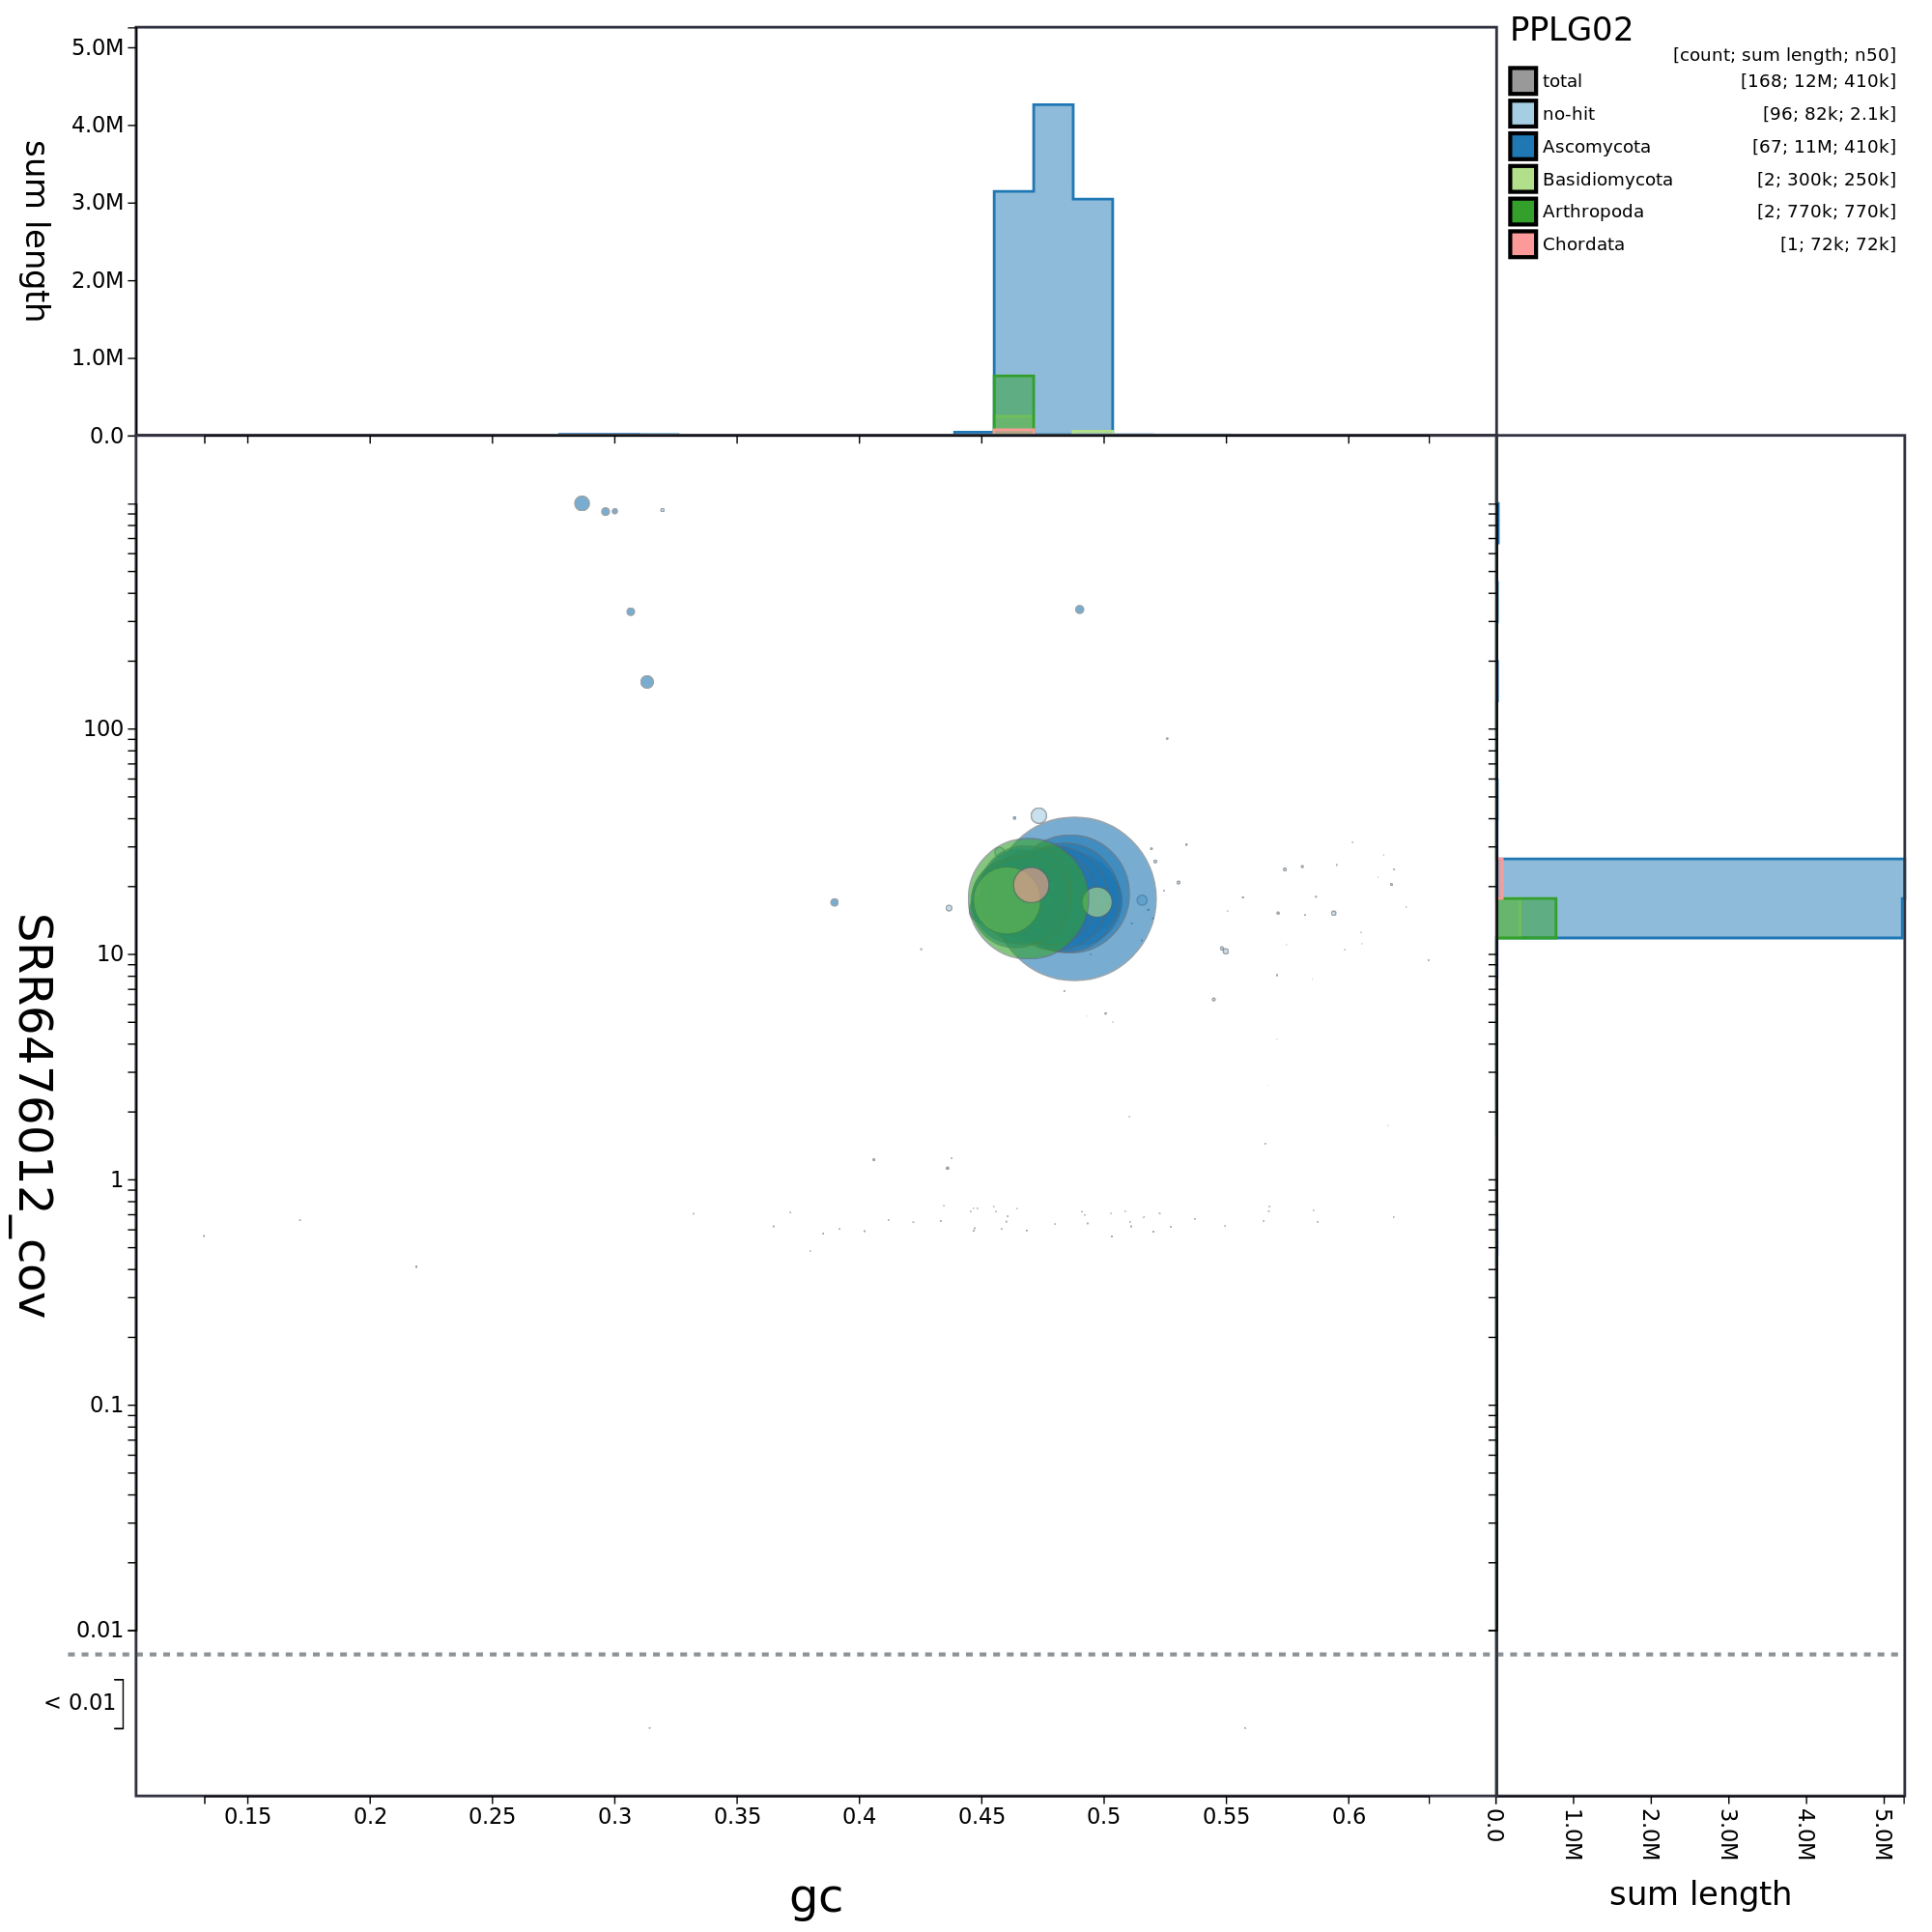 PPLG02
[count; sum length; n50]
total [168; 12M; 410k]
no-hit [96; 82k; 2.1k]
Ascomycota [67; 11M; 410k]
Basidiomycota [2; 300k; 250k]
Arthropoda [2; 770k; 770k]
Chordata [1; 72k; 72k]
sum length
5.0M
4.0M
3.0M
2.0M
1.0M
0.0
SRR6476012_cov
100
10
1
0.1
0.01
< 0.01
0.15 0.2 0.25 0.3 0.35 0.4 0.45 0.5 0.55 0.6
gc
0.0 1.0M 2.0M 3.0M 4.0M 5.0M
sum length